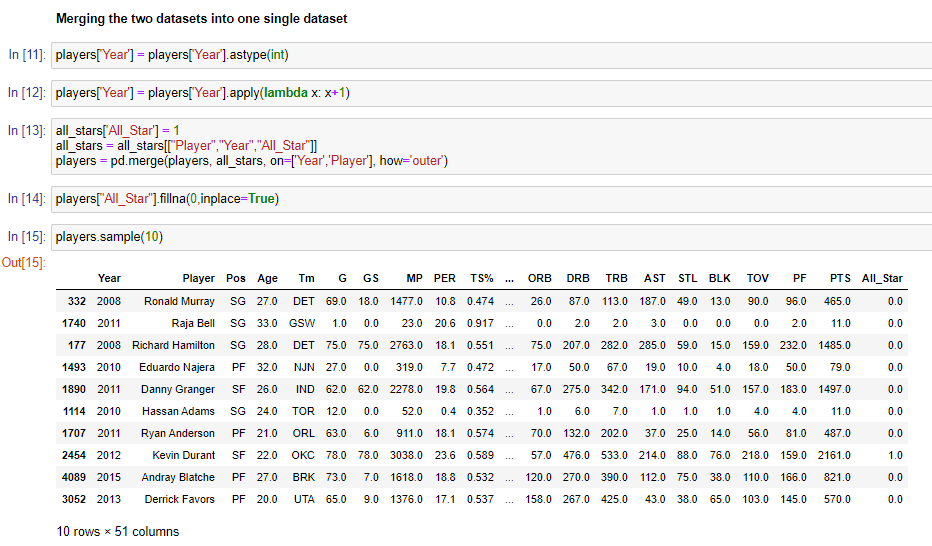 Merging the two datasets into one single dataset
In [11]: players['Year'] = players['Year'].astype(int)
In [12]: players['Year'] = players['Year'].apply(lambda x: x+1)
In [13]: all_stars['All_Star'] = 1
all_stars = all_stars[["Player","Year","All_Star"]]
players = pd.merge(players, all_stars, on=['Year','Player'], how='outer')
In [14]: players["All_Star"].fillna(0,inplace=True)
In [15]: players.sample(10)
Out[15]:
Year Player Pos Age Tm G GS MP PER TS% ... ORB DRB TRB AST STL BLK TOV PF PTS All_Star
332 2008 Ronald Murray SG 27.0 DET 69.0 18.0 1477.0 10.8 0.474 ... 26.0 87.0 113.0 187.0 49.0 13.0 90.0 96.0 465.0 0.0
1740 2011 Raja Bell SG 33.0 GSW 1.0 0.0 23.0 20.6 0.917 ... 0.0 2.0 2.0 3.0 0.0 0.0 0.0 2.0 11.0 0.0
177 2008 Richard Hamilton SG 28.0 DET 75.0 75.0 2763.0 18.1 0.551 ... 75.0 207.0 282.0 285.0 59.0 15.0 159.0 232.0 1485.0 0.0
1493 2010 Eduardo Najera PF 32.0 NJN 27.0 0.0 319.0 7.7 0.472 ... 17.0 50.0 67.0 19.0 10.0 4.0 18.0 50.0 79.0 0.0
1890 2011 Danny Granger SF 26.0 IND 62.0 62.0 2278.0 19.8 0.564 ... 67.0 275.0 342.0 171.0 94.0 51.0 157.0 183.0 1497.0 0.0
1114 2010 Hassan Adams SG 24.0 TOR 12.0 0.0 52.0 0.4 0.352 ... 1.0 6.0 7.0 1.0 1.0 1.0 4.0 4.0 11.0 0.0
1707 2011 Ryan Anderson PF 21.0 ORL 63.0 6.0 911.0 18.1 0.574 ... 70.0 132.0 202.0 37.0 25.0 14.0 56.0 81.0 487.0 0.0
2454 2012 Kevin Durant SF 22.0 OKC 78.0 78.0 3038.0 23.6 0.589 ... 57.0 476.0 533.0 214.0 88.0 76.0 218.0 159.0 2161.0 1.0
4089 2015 Andray Blatche PF 27.0 BRK 73.0 7.0 1618.0 18.8 0.532 ... 120.0 270.0 390.0 112.0 75.0 38.0 110.0 166.0 821.0 0.0
3052 2013 Derrick Favors PF 20.0 UTA 65.0 9.0 1376.0 17.1 0.537 ... 158.0 267.0 425.0 43.0 38.0 65.0 103.0 145.0 570.0 0.0
10 rows × 51 columns